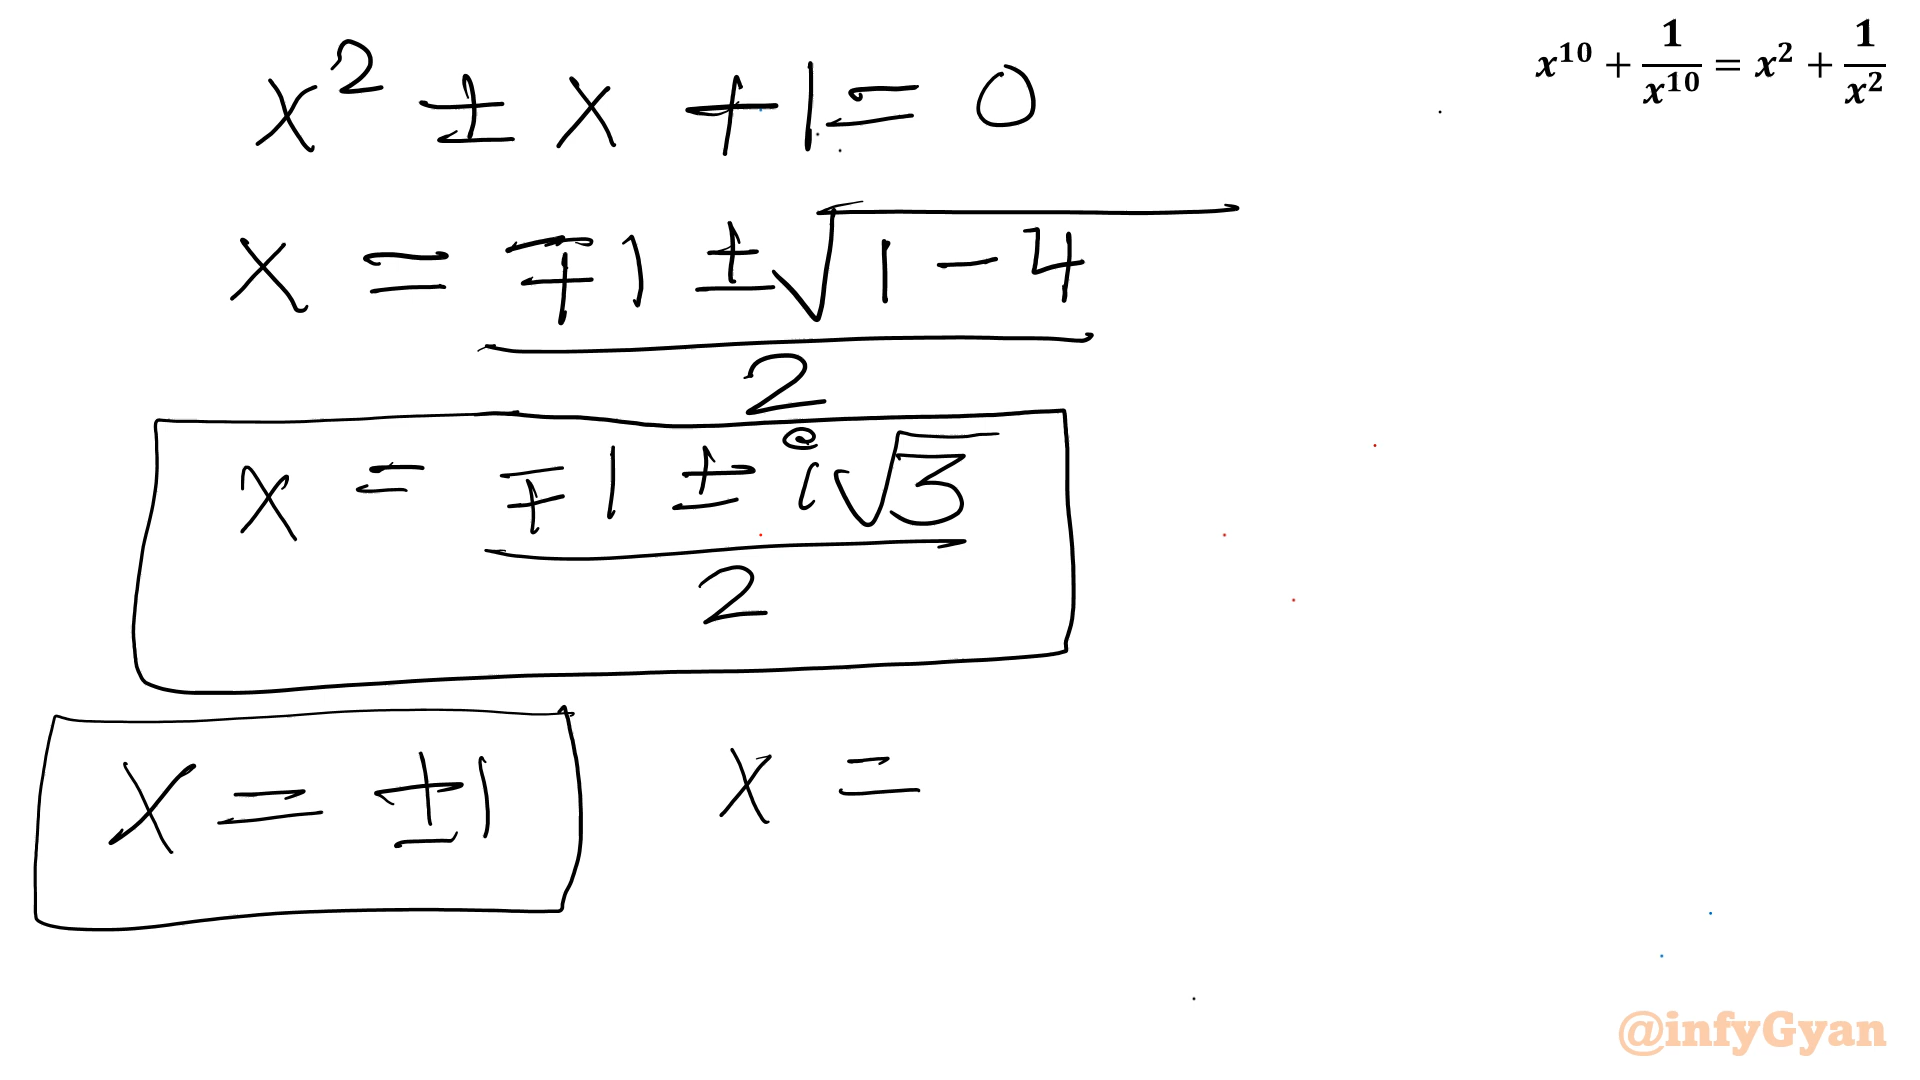 x² ± x + 1 = 0
x¹⁰ + 1/x¹⁰ = x² + 1/x²
x = ∓1 ± √(1 − 4) / 2
x = ∓1 ± i√3 / 2
x = ±1
x =
@infyGyan